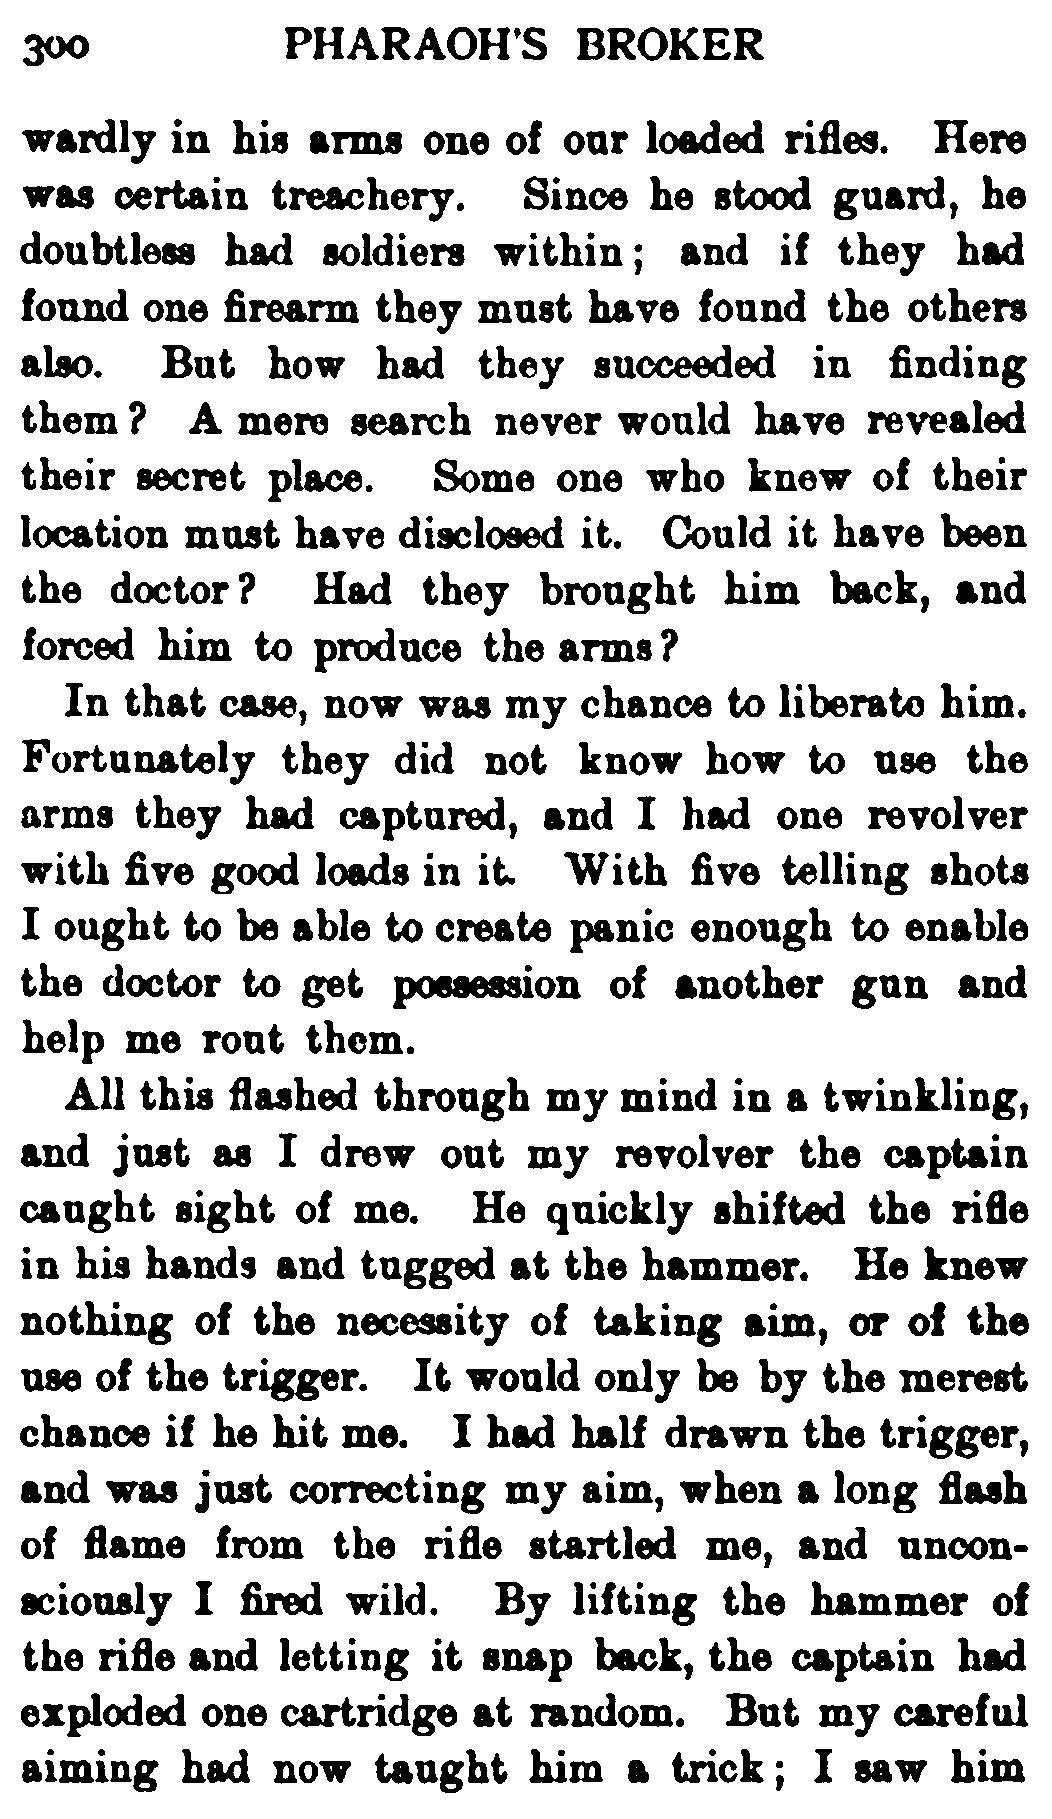 300 PHARAOH'S BROKER
wardly in his arms one of our loaded rifles. Here
was certain treachery. Since he stood guard, he
doubtless had soldiers within; and if they had
found one firearm they must have found the others
also. But how had they succeeded in finding
them? A mere search never would have revealed
their secret place. Some one who knew of their
location must have disclosed it. Could it have been
the doctor? Had they brought him back, and
forced him to produce the arms?
In that case, now was my chance to liberate him.
Fortunately they did not know how to use the
arms they had captured, and I had one revolver
with five good loads in it. With five telling shots
I ought to be able to create panic enough to enable
the doctor to get possession of another gun and
help me rout them.
All this flashed through my mind in a twinkling,
and just as I drew out my revolver the captain
caught sight of me. He quickly shifted the rifle
in his hands and tugged at the hammer. He knew
nothing of the necessity of taking aim, or of the
use of the trigger. It would only be by the merest
chance if he hit me. I had half drawn the trigger,
and was just correcting my aim, when a long flash
of flame from the rifle startled me, and uncon-
sciously I fired wild. By lifting the hammer of
the rifle and letting it snap back, the captain had
exploded one cartridge at random. But my careful
aiming had now taught him a trick; I saw him